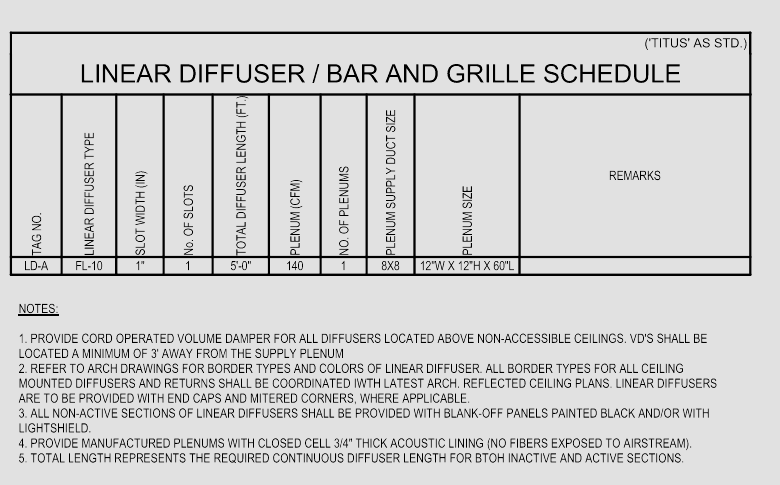 ('TITUS' AS STD.)
LINEAR DIFFUSER / BAR AND GRILLE SCHEDULE
TAG NO.
LINEAR DIFFUSER TYPE
SLOT WIDTH (IN)
No. OF SLOTS
TOTAL DIFFUSER LENGTH (FT.)
PLENUM (CFM)
NO. OF PLENUMS
PLENUM SUPPLY DUCT SIZE
PLENUM SIZE
REMARKS
LD-A FL-10 1" 1 5'-0" 140 1 8X8 12"W X 12"H X 60"L
NOTES:
1. PROVIDE CORD OPERATED VOLUME DAMPER FOR ALL DIFFUSERS LOCATED ABOVE NON-ACCESSIBLE CEILINGS. VD'S SHALL BE
LOCATED A MINIMUM OF 3' AWAY FROM THE SUPPLY PLENUM
2. REFER TO ARCH DRAWINGS FOR BORDER TYPES AND COLORS OF LINEAR DIFFUSER. ALL BORDER TYPES FOR ALL CEILING
MOUNTED DIFFUSERS AND RETURNS SHALL BE COORDINATED IWTH LATEST ARCH. REFLECTED CEILING PLANS. LINEAR DIFFUSERS
ARE TO BE PROVIDED WITH END CAPS AND MITERED CORNERS, WHERE APPLICABLE.
3. ALL NON-ACTIVE SECTIONS OF LINEAR DIFFUSERS SHALL BE PROVIDED WITH BLANK-OFF PANELS PAINTED BLACK AND/OR WITH
LIGHTSHIELD.
4. PROVIDE MANUFACTURED PLENUMS WITH CLOSED CELL 3/4" THICK ACOUSTIC LINING (NO FIBERS EXPOSED TO AIRSTREAM).
5. TOTAL LENGTH REPRESENTS THE REQUIRED CONTINUOUS DIFFUSER LENGTH FOR BTOH INACTIVE AND ACTIVE SECTIONS.